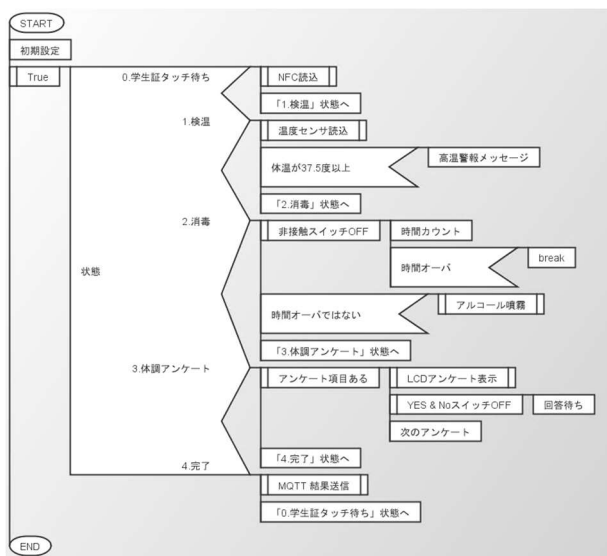 START
初期設定
True
状態
0.学生証タッチ待ち
NFC読込
「1.検温」状態へ
1.検温
温度センサ読込
体温が37.5度以上
高温警報メッセージ
「2.消毒」状態へ
2.消毒
非接触スイッチOFF
時間カウント
時間オーバ
break
時間オーバではない
アルコール噴霧
「3.体調アンケート」状態へ
3.体調アンケート
アンケート項目ある
LCDアンケート表示
YES & NoスイッチOFF
回答待ち
次のアンケート
「4.完了」状態へ
4.完了
MQTT 結果送信
「0.学生証タッチ待ち」状態へ
END